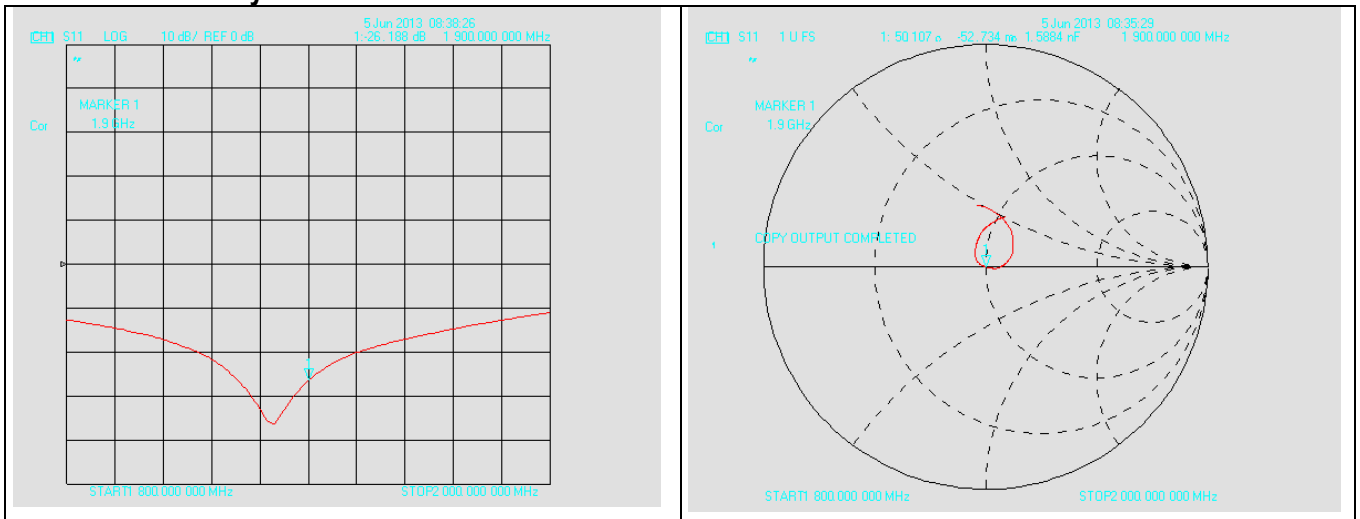 5 Jun 2013 08:38:26
CH1 S11 LOG 10 dB/ REF 0 dB 1:-26.188 dB 1 900.000 000 MHz
MARKER 1
1.9 GHz
Cor
1
START1 800.000 000 MHz STOP2 000.000 000 MHz
5 Jun 2013 08:35:29
CH1 S11 1 U FS 1: 50.107 Ω -52.734 mΩ 1.5884 nF 1 900.000 000 MHz
MARKER 1
1.9 GHz
Cor
COPY OUTPUT COMPLETED
1
START1 800.000 000 MHz STOP2 000.000 000 MHz